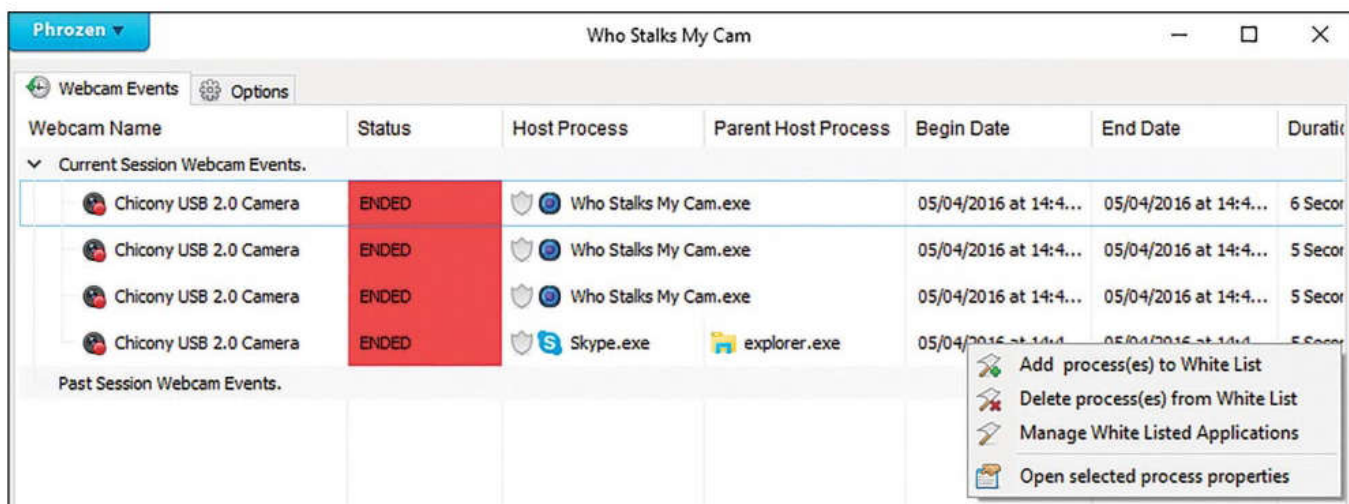 Phrozen
Who Stalks My Cam
Webcam Events Options
Webcam Name Status Host Process Parent Host Process Begin Date End Date Duratic
Current Session Webcam Events.
Chicony USB 2.0 Camera ENDED Who Stalks My Cam.exe 05/04/2016 at 14:4... 05/04/2016 at 14:4... 6 Secor
Chicony USB 2.0 Camera ENDED Who Stalks My Cam.exe 05/04/2016 at 14:4... 05/04/2016 at 14:4... 5 Secor
Chicony USB 2.0 Camera ENDED Who Stalks My Cam.exe 05/04/2016 at 14:4... 05/04/2016 at 14:4... 5 Secor
Chicony USB 2.0 Camera ENDED Skype.exe explorer.exe
Past Session Webcam Events.
Add process(es) to White List
Delete process(es) from White List
Manage White Listed Applications
Open selected process properties